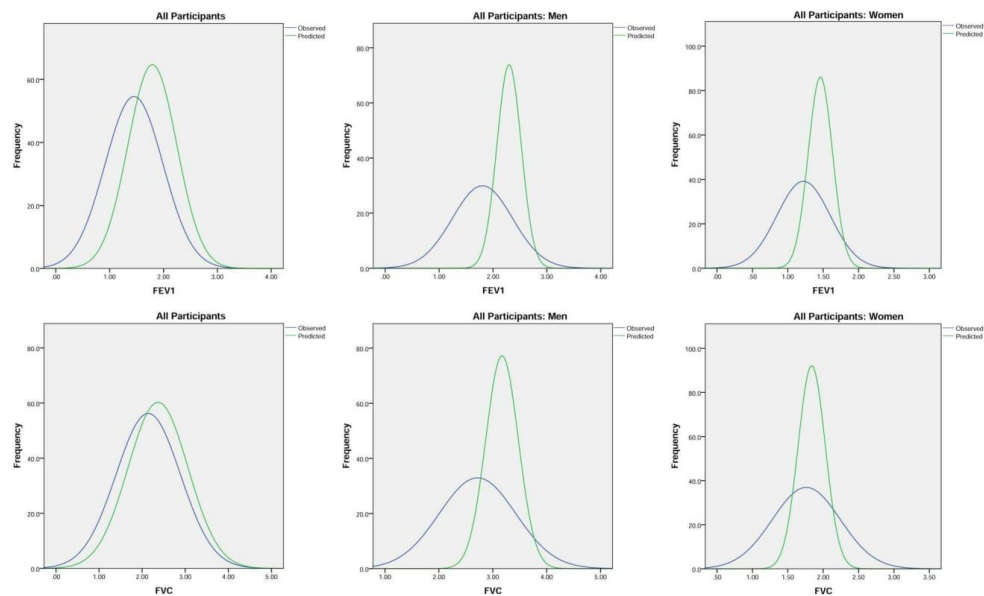 All Participants
Observed
Predicted
60.0
40.0
20.0
0.0
.00 1.00 2.00 3.00 4.00
Frequency
FEV1
All Participants: Men
Observed
Predicted
80.0
60.0
40.0
20.0
0.0
.00 1.00 2.00 3.00 4.00
Frequency
FEV1
All Participants: Women
Observed
Predicted
100.0
80.0
60.0
40.0
20.0
0.0
.00 .50 1.00 1.50 2.00 2.50 3.00
Frequency
FEV1
All Participants
Observed
Predicted
80.0
60.0
40.0
20.0
0.0
.00 1.00 2.00 3.00 4.00 5.00
Frequency
FVC
All Participants: Men
Observed
Predicted
80.0
60.0
40.0
20.0
0.0
1.00 2.00 3.00 4.00 5.00
Frequency
FVC
All Participants: Women
Observed
Predicted
100.0
80.0
60.0
40.0
20.0
0.0
.50 1.00 1.50 2.00 2.50 3.00 3.50
Frequency
FVC